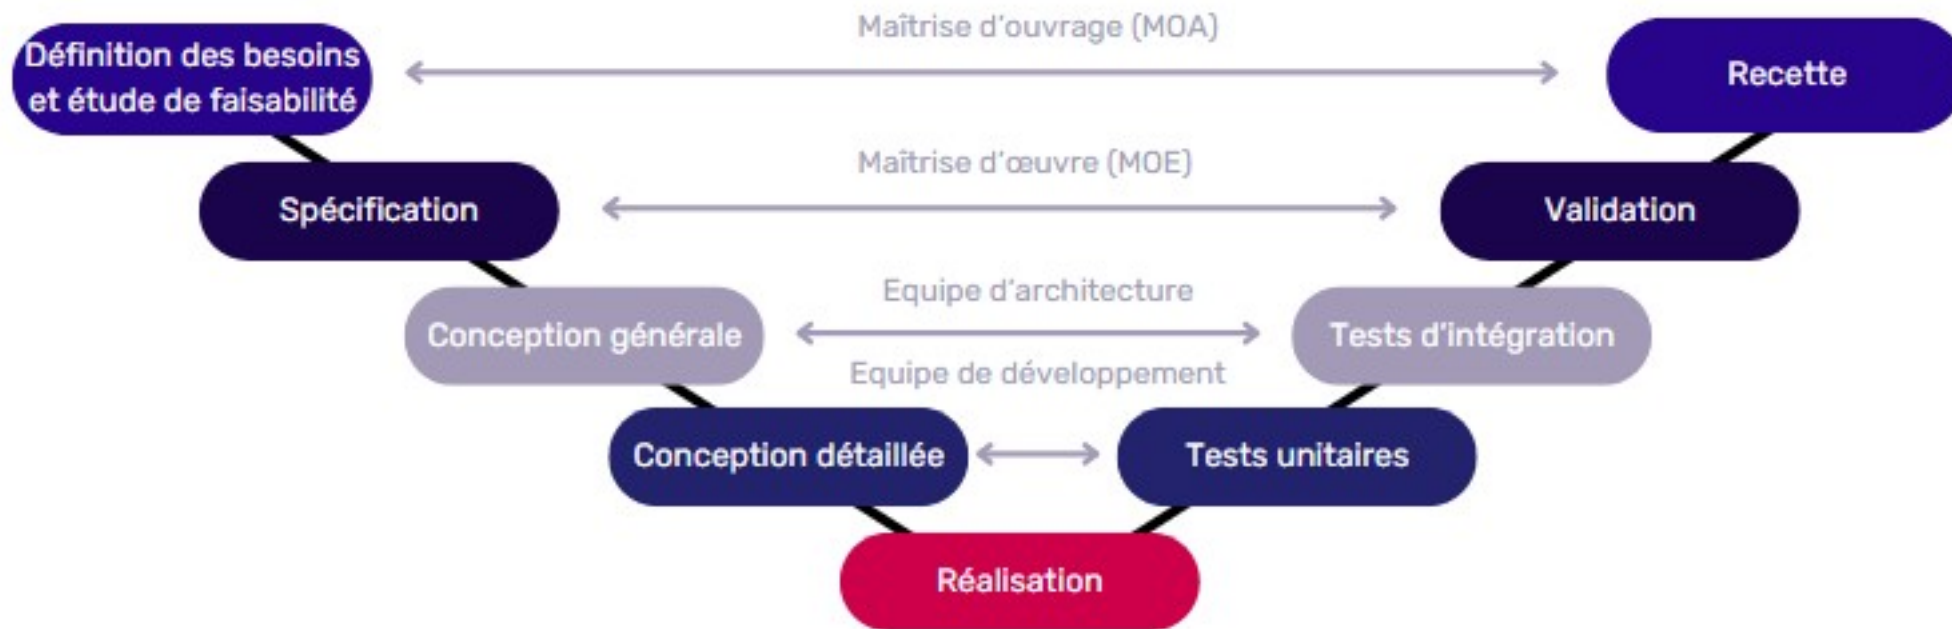 Maîtrise d'ouvrage (MOA)
Définition des besoins
et étude de faisabilité
Recette
Maîtrise d'œuvre (MOE)
Spécification
Validation
Equipe d'architecture
Conception générale
Tests d'intégration
Equipe de développement
Conception détaillée
Tests unitaires
Réalisation